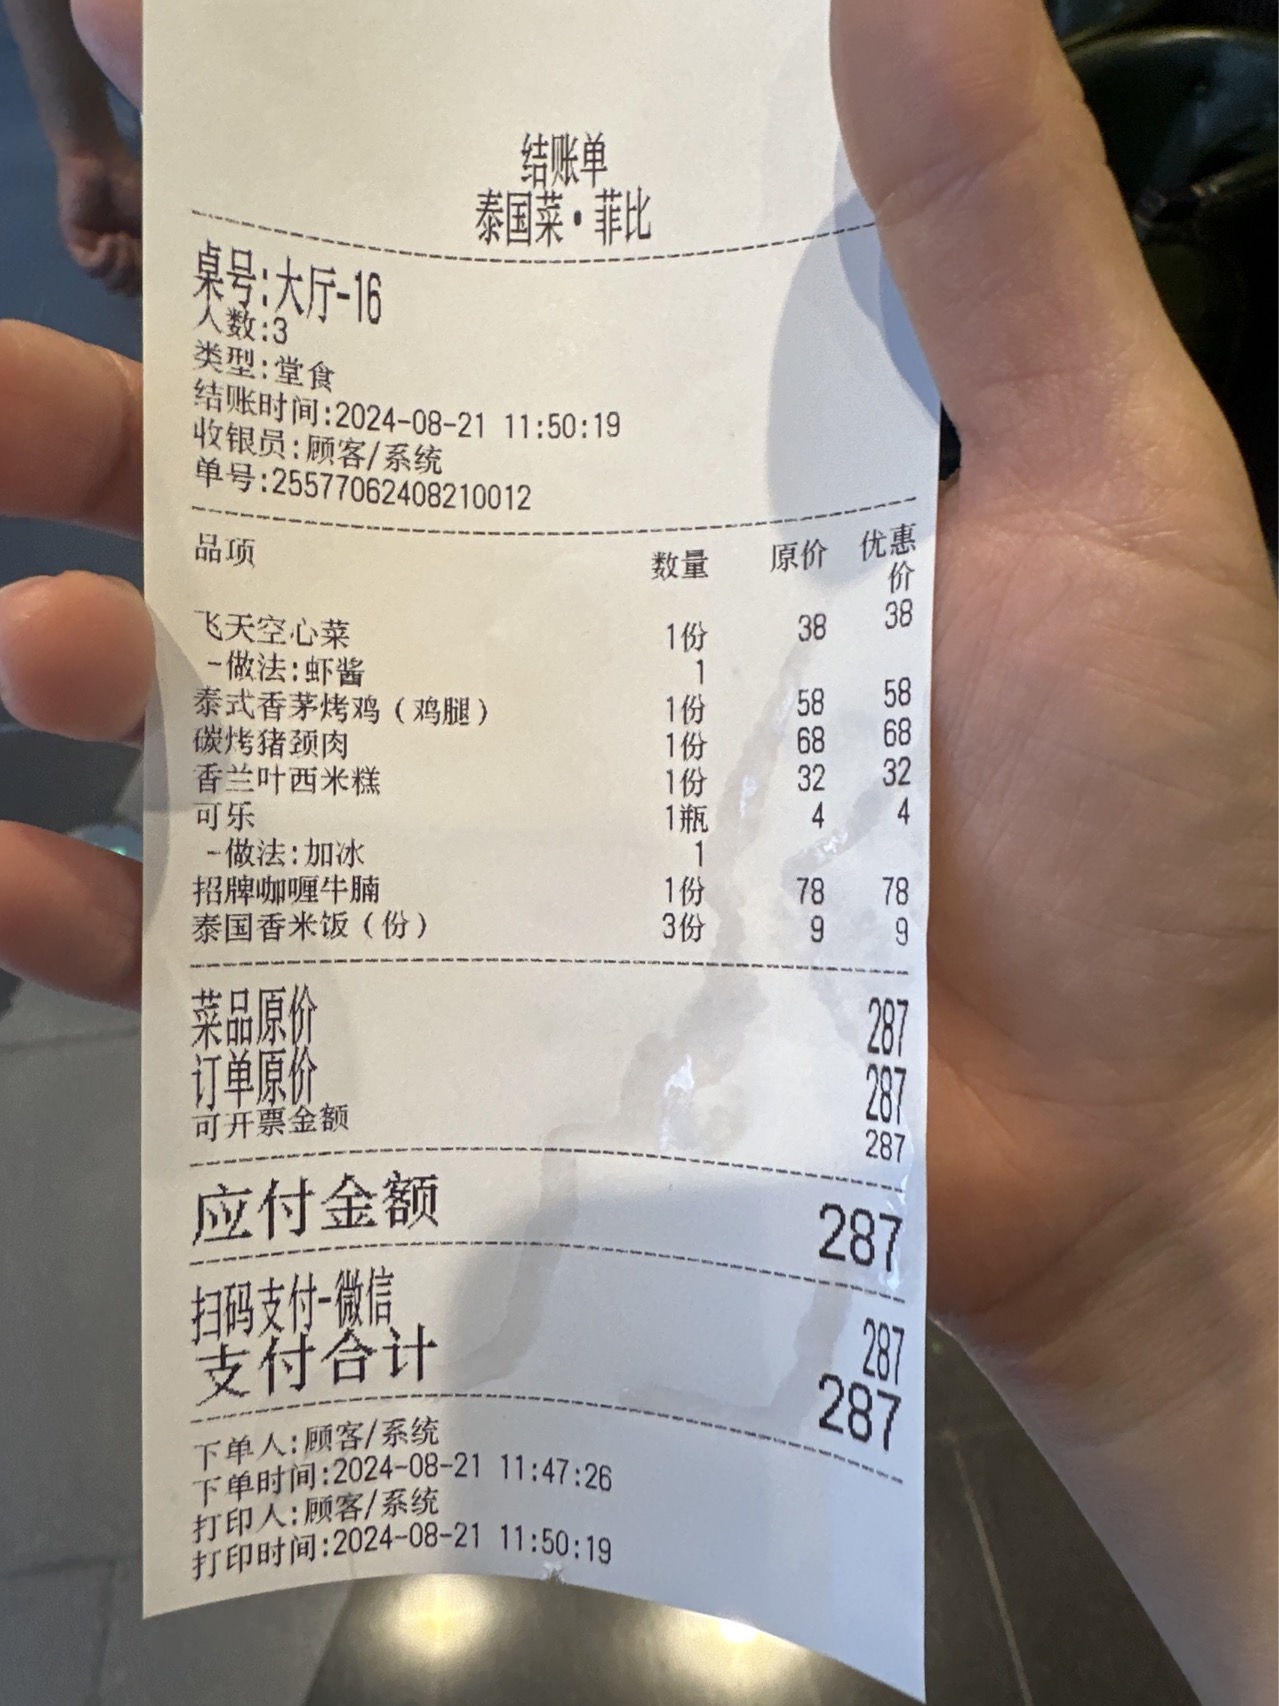 结账单
泰国菜·菲比
桌号:大厅-16
人数:3
类型:堂食
结账时间:2024-08-21 11:50:19
收银员:顾客/系统
单号:25577062408210012
品项 数量 原价 优惠价
飞天空心菜 1份 38 38
-做法:虾酱 1
泰式香茅烤鸡(鸡腿) 1份 58 58
碳烤猪颈肉 1份 68 68
香兰叶西米糕 1份 32 32
可乐 1瓶 4 4
-做法:加冰 1
招牌咖喱牛腩 1份 78 78
泰国香米饭(份) 3份 9 9
菜品原价 287
订单原价 287
可开票金额 287
应付金额 287
扫码支付-微信 287
支付合计 287
下单人:顾客/系统
下单时间:2024-08-21 11:47:26
打印人:顾客/系统
打印时间:2024-08-21 11:50:19